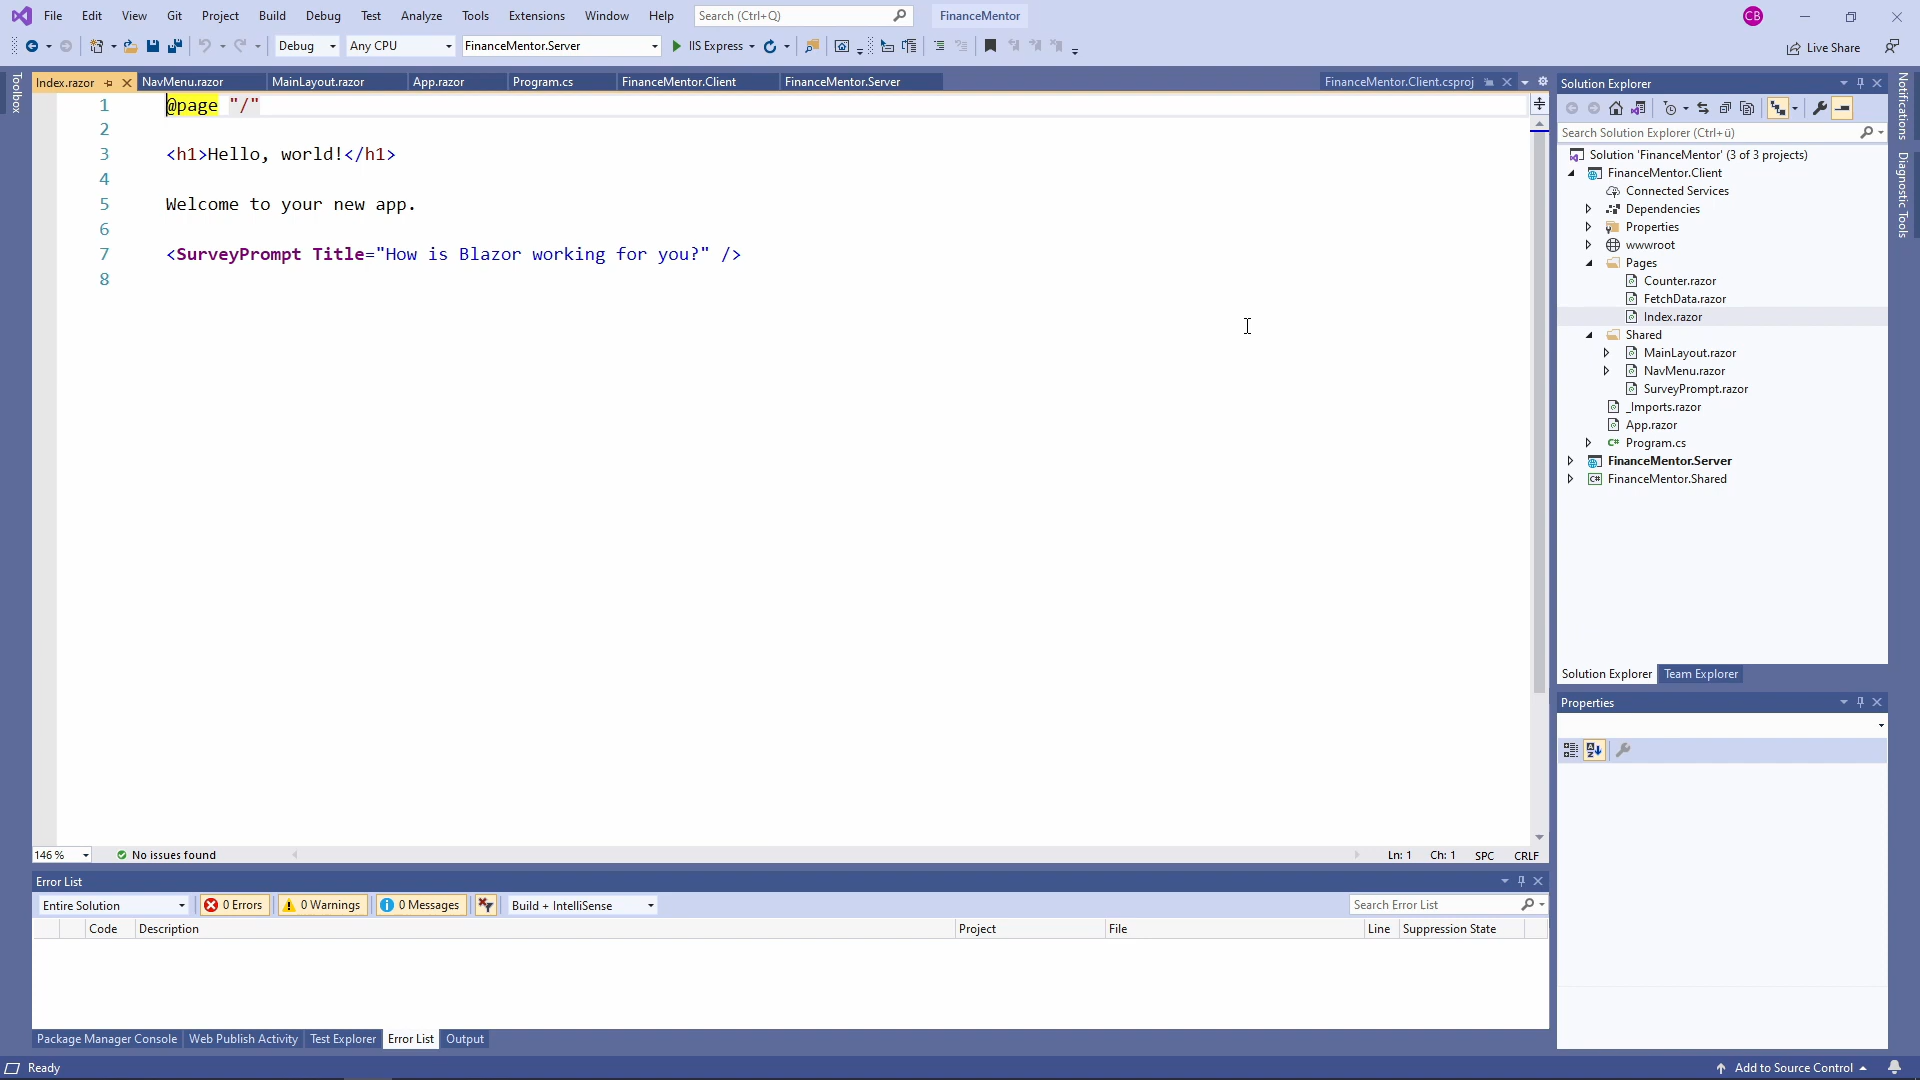 File Edit View Git Project Build Debug Test Analyze Tools Extensions Window Help Search (Ctrl+Q) FinanceMentor CB
Debug Any CPU FinanceMentor.Server IIS Express Live Share
Toolbox
Index.razor NavMenu.razor MainLayout.razor App.razor Program.cs FinanceMentor.Client FinanceMentor.Server FinanceMentor.Client.csproj
1 @page "/"
2
3 <h1>Hello, world!</h1>
4
5 Welcome to your new app.
6
7 <SurveyPrompt Title="How is Blazor working for you?" />
8
146 % No issues found Ln: 1 Ch: 1 SPC CRLF
Error List
Entire Solution 0 Errors 0 Warnings 0 Messages Build + IntelliSense Search Error List
Code Description Project File Line Suppression State
Package Manager Console Web Publish Activity Test Explorer Error List Output
Solution Explorer
Search Solution Explorer (Ctrl+ü)
Solution 'FinanceMentor' (3 of 3 projects)
FinanceMentor.Client
Connected Services
Dependencies
Properties
wwwroot
Pages
Counter.razor
FetchData.razor
Index.razor
Shared
MainLayout.razor
NavMenu.razor
SurveyPrompt.razor
_Imports.razor
App.razor
C# Program.cs
FinanceMentor.Server
C# FinanceMentor.Shared
Solution Explorer Team Explorer
Properties
Notifications
Diagnostic Tools
Ready Add to Source Control